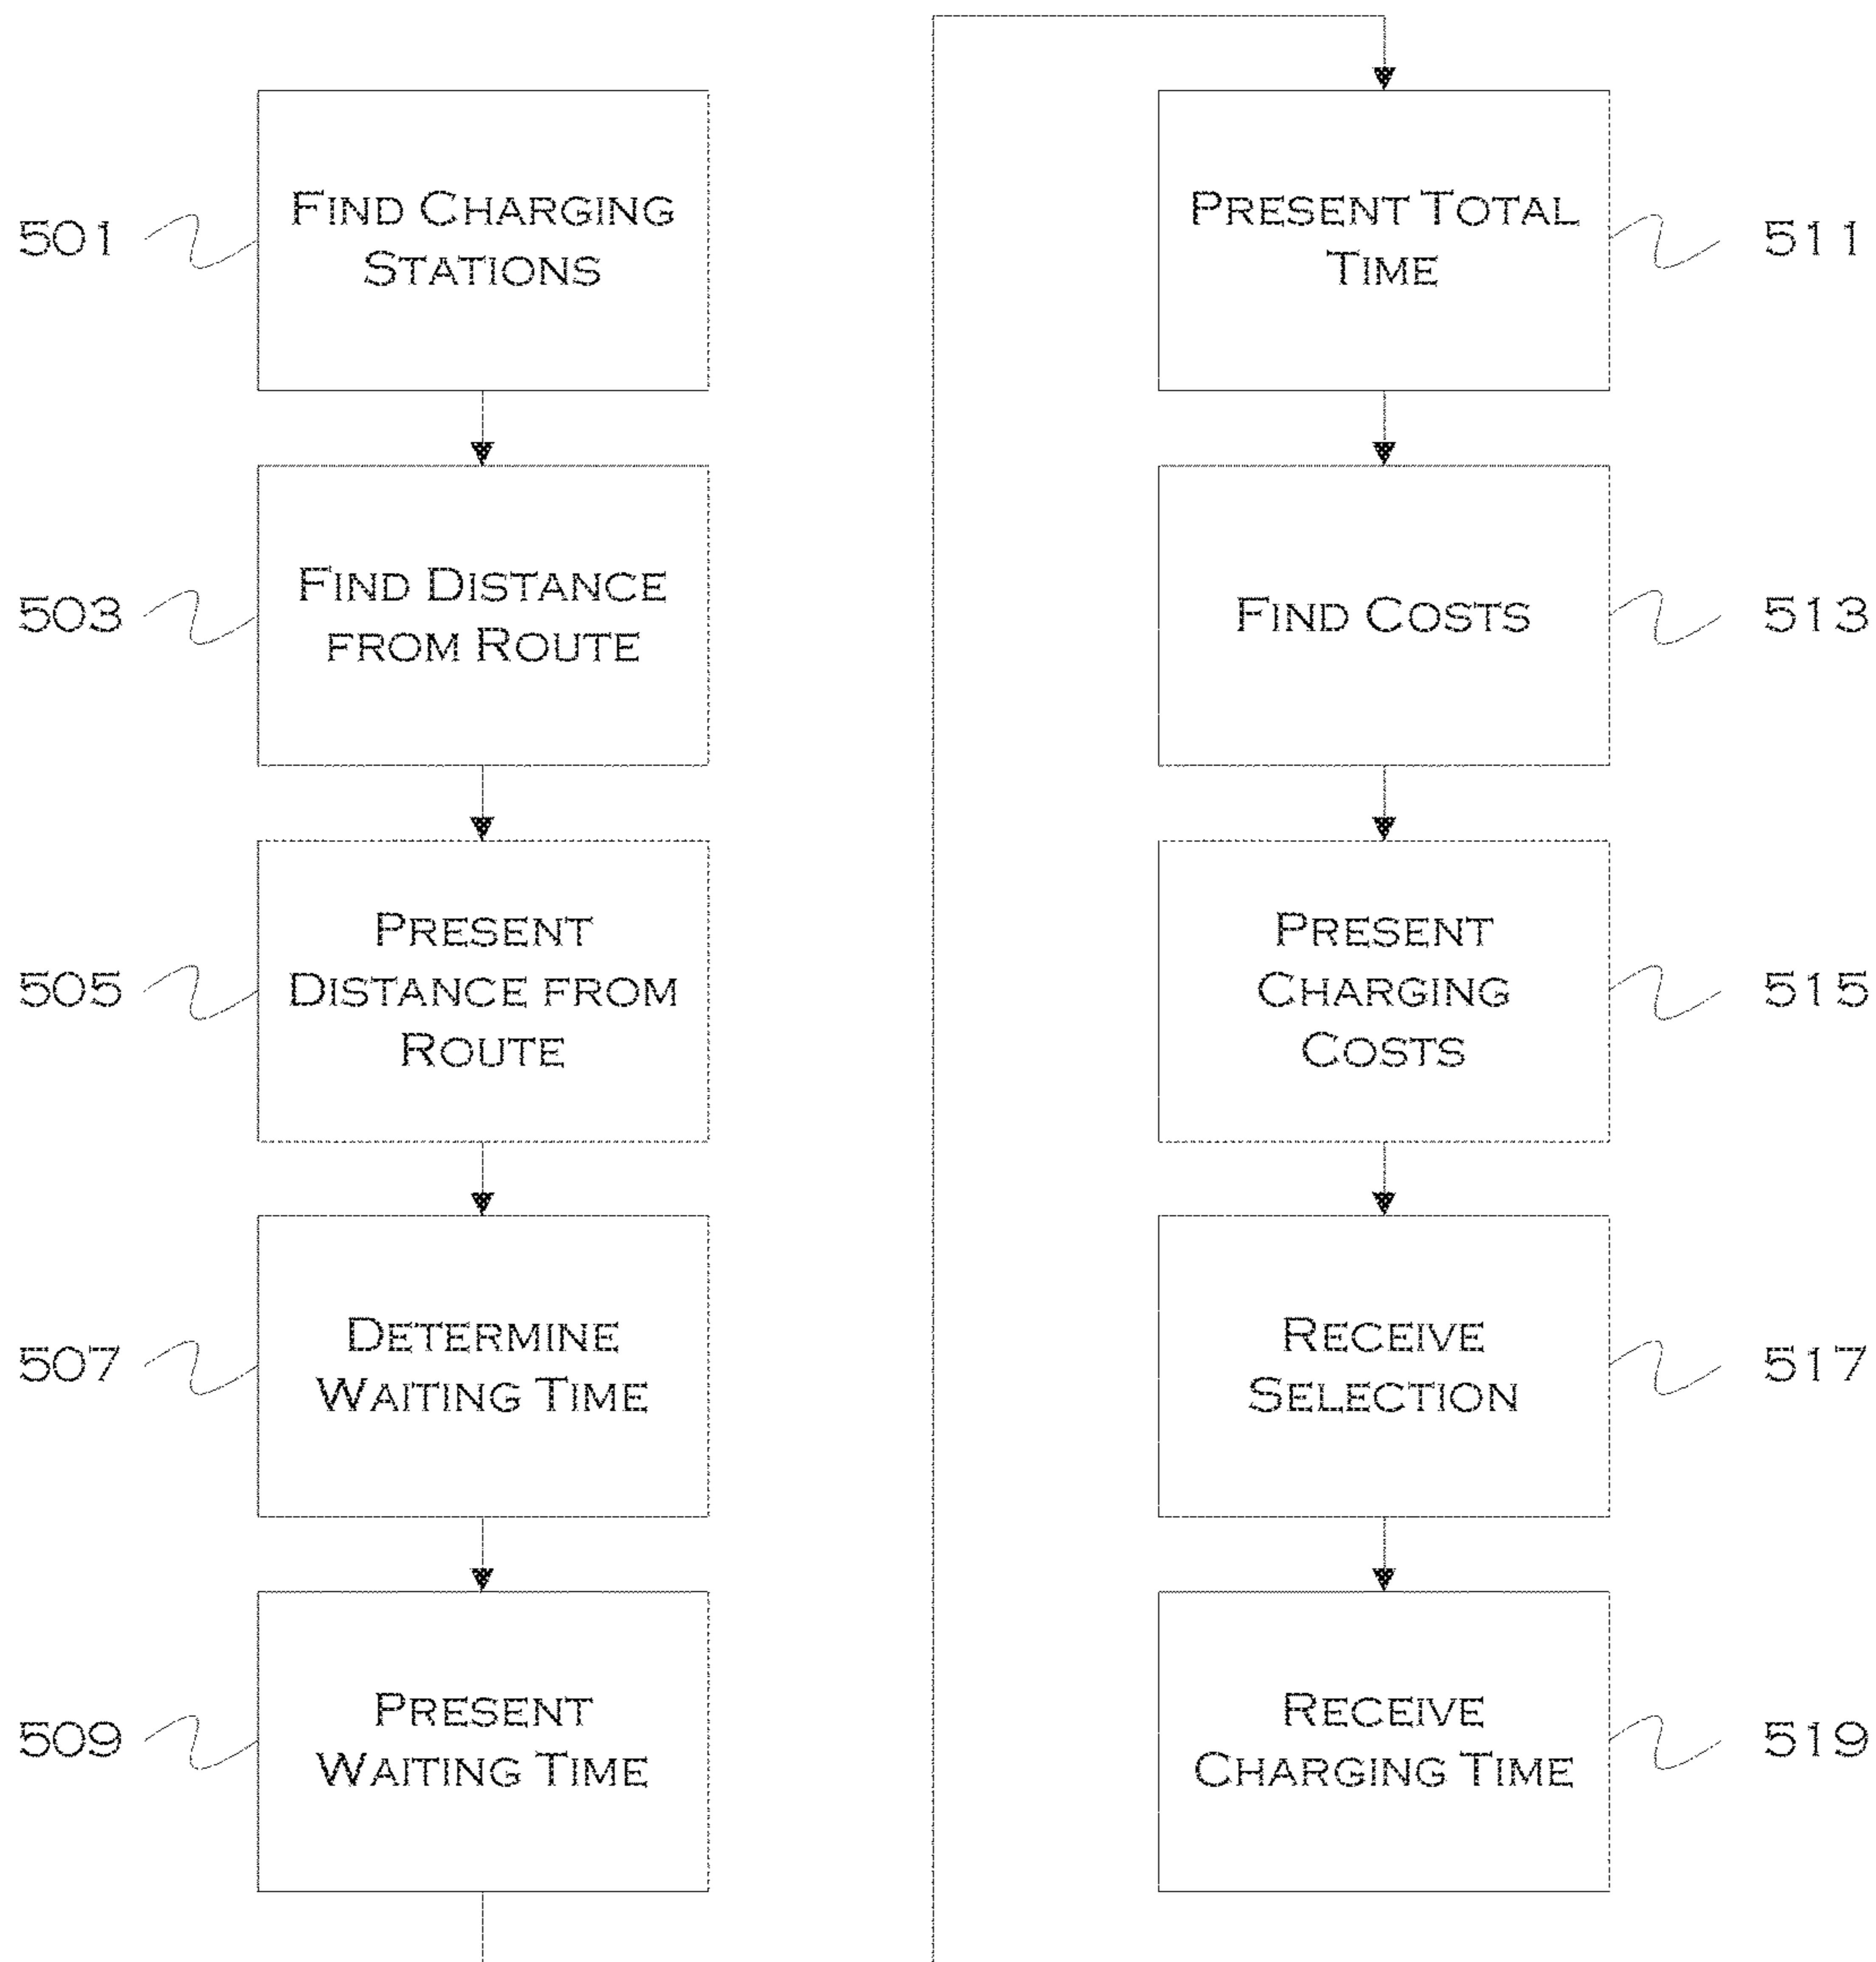 501
FIND CHARGING
STATIONS
503
FIND DISTANCE
FROM ROUTE
505
PRESENT
DISTANCE FROM
ROUTE
507
DETERMINE
WAITING TIME
509
PRESENT
WAITING TIME
PRESENT TOTAL
TIME
511
FIND COSTS
513
PRESENT
CHARGING
COSTS
515
RECEIVE
SELECTION
517
RECEIVE
CHARGING TIME
519